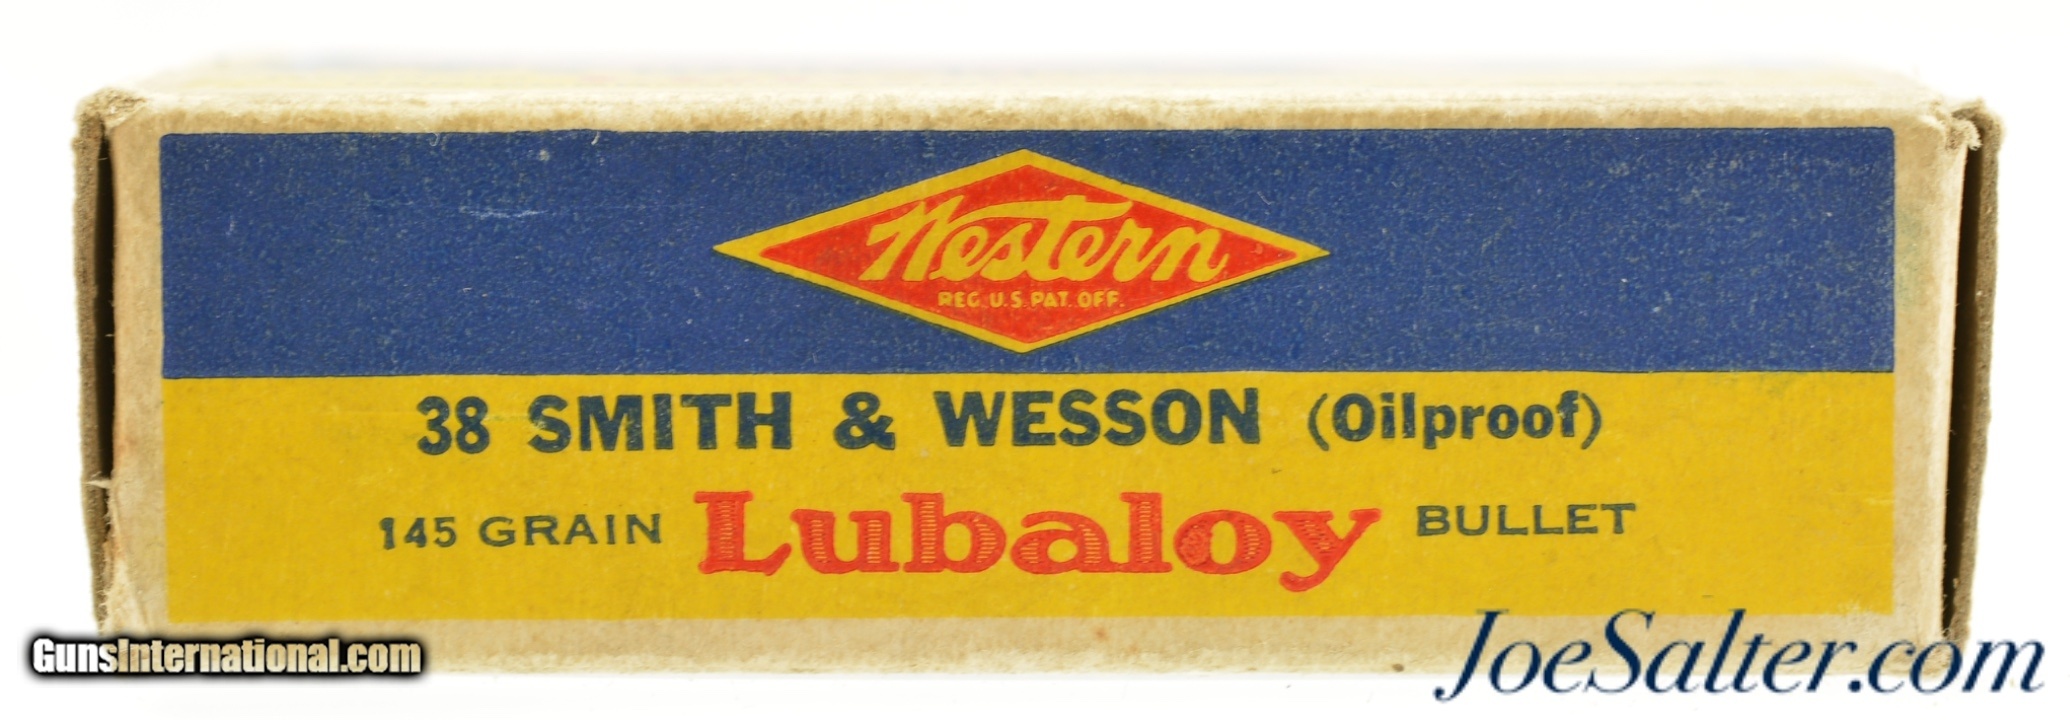 Western
REG. U.S. PAT. OFF.
38 SMITH & WESSON (Oilproof)
145 GRAIN Lubaloy BULLET
GunsInternational.com
JoeSalter.com